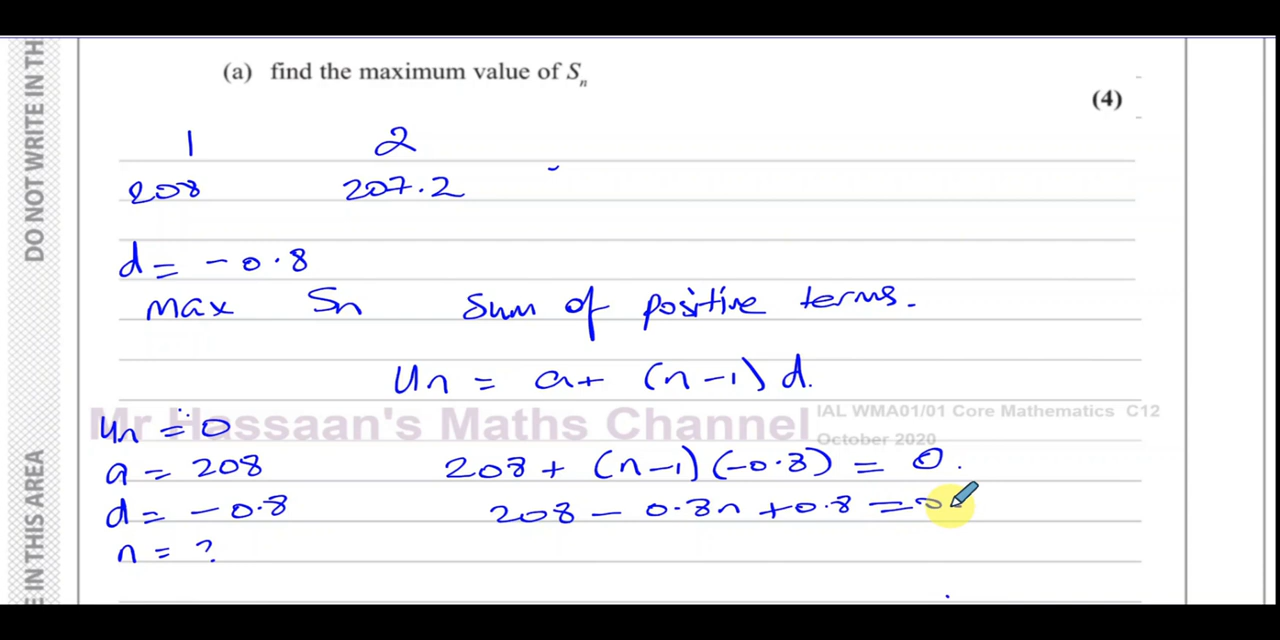 (a) find the maximum value of Sn
(4)
1 2
208 207.2
d = -0.8
max Sn Sum of positive terms.
Un = a+ (n-1) d.
Mr Hassaan's Maths Channel
IAL WMA01/01 Core Mathematics C12
October 2020
Un = 0
a = 208 208 + (n-1) (-0.8) = 0.
d = -0.8 208 - 0.8n + 0.8 = 0
n = ?
DO NOT WRITE IN TH
E IN THIS AREA